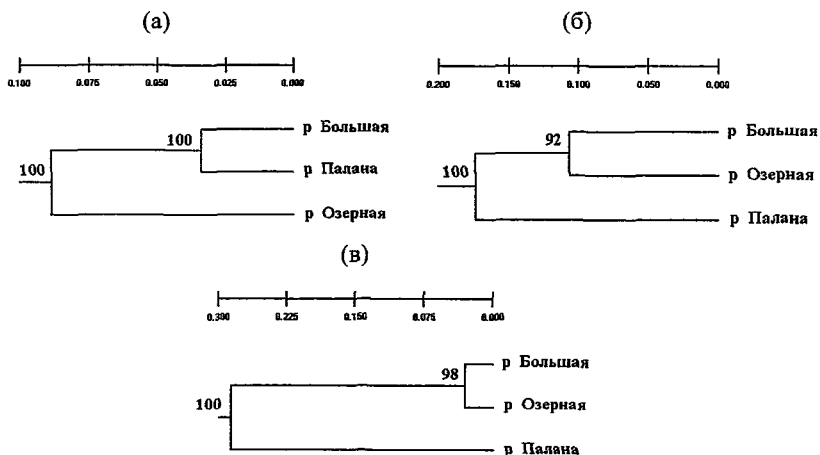 (а)
(б)
0.100 0.075 0.050 0.025 0.000
0.200 0.150 0.100 0.050 0.000
100
р Большая
100
р Палана
р Озерная
92
р Большая
100
р Озерная
р Палана
(в)
0.300 0.225 0.150 0.075 0.000
98
р Большая
100
р Озерная
р Палана